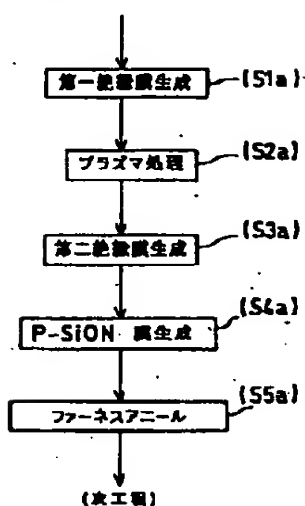 第一絶縁膜生成 (S1a)
プラズマ処理 (S2a)
第二絶縁膜生成 (S3a)
P-SiON 膜生成 (S4a)
ファーネスアニール (S5a)
(次工程)